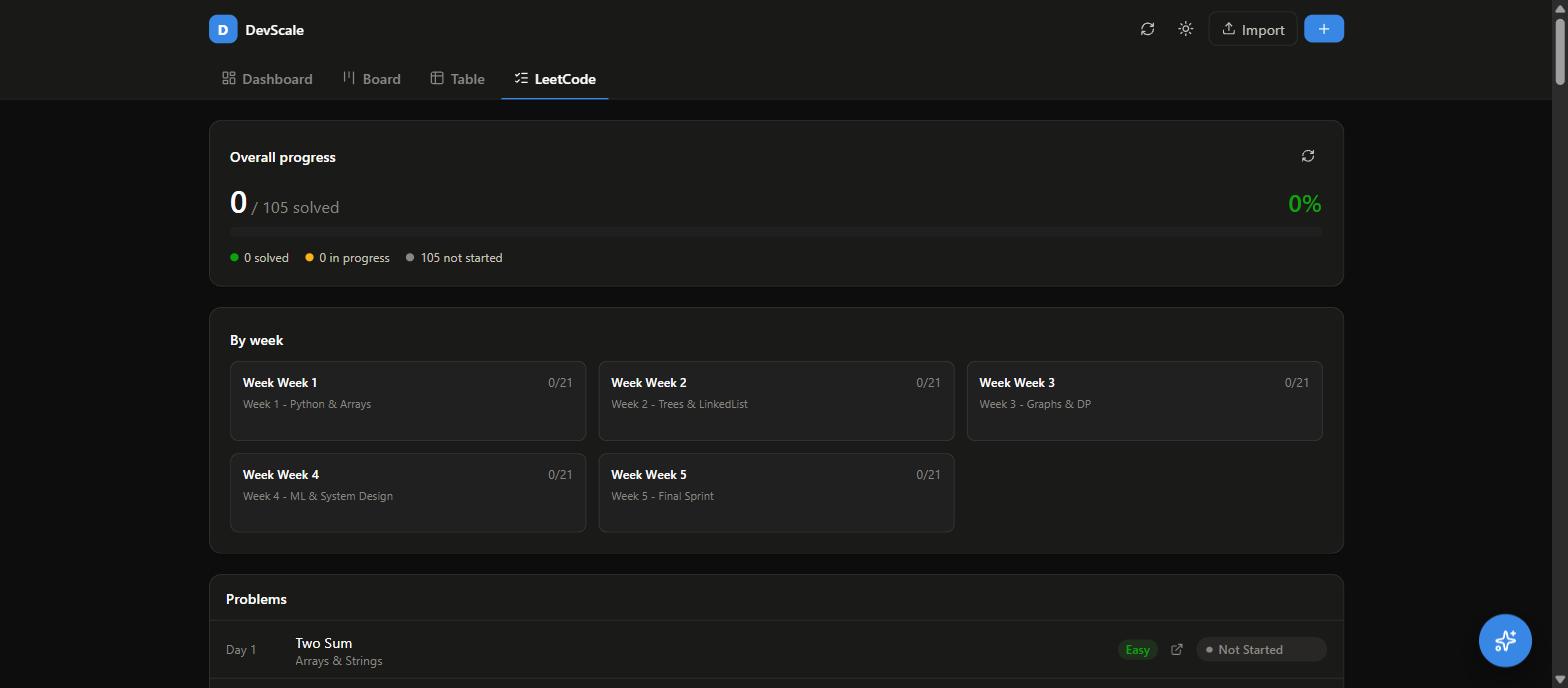 D DevScale
Import
+
Dashboard Board Table LeetCode
Overall progress
0 / 105 solved 0%
0 solved 0 in progress 105 not started
By week
Week Week 1 0/21
Week 1 - Python & Arrays
Week Week 2 0/21
Week 2 - Trees & LinkedList
Week Week 3 0/21
Week 3 - Graphs & DP
Week Week 4 0/21
Week 4 - ML & System Design
Week Week 5 0/21
Week 5 - Final Sprint
Problems
Day 1 Two Sum Easy Not Started
Arrays & Strings